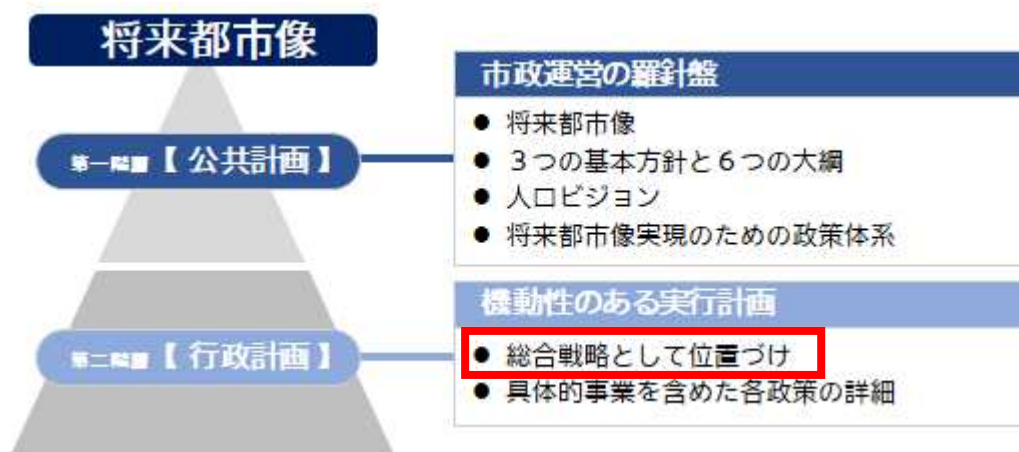 将来都市像
市政運営の羅針盤
● 将来都市像
● 3つの基本方針と6つの大綱
● 人口ビジョン
● 将来都市像実現のための政策体系
第一階層【 公共計画 】
機動性のある実行計画
● 総合戦略として位置づけ
● 具体的事業を含めた各政策の詳細
第二階層【 行政計画 】